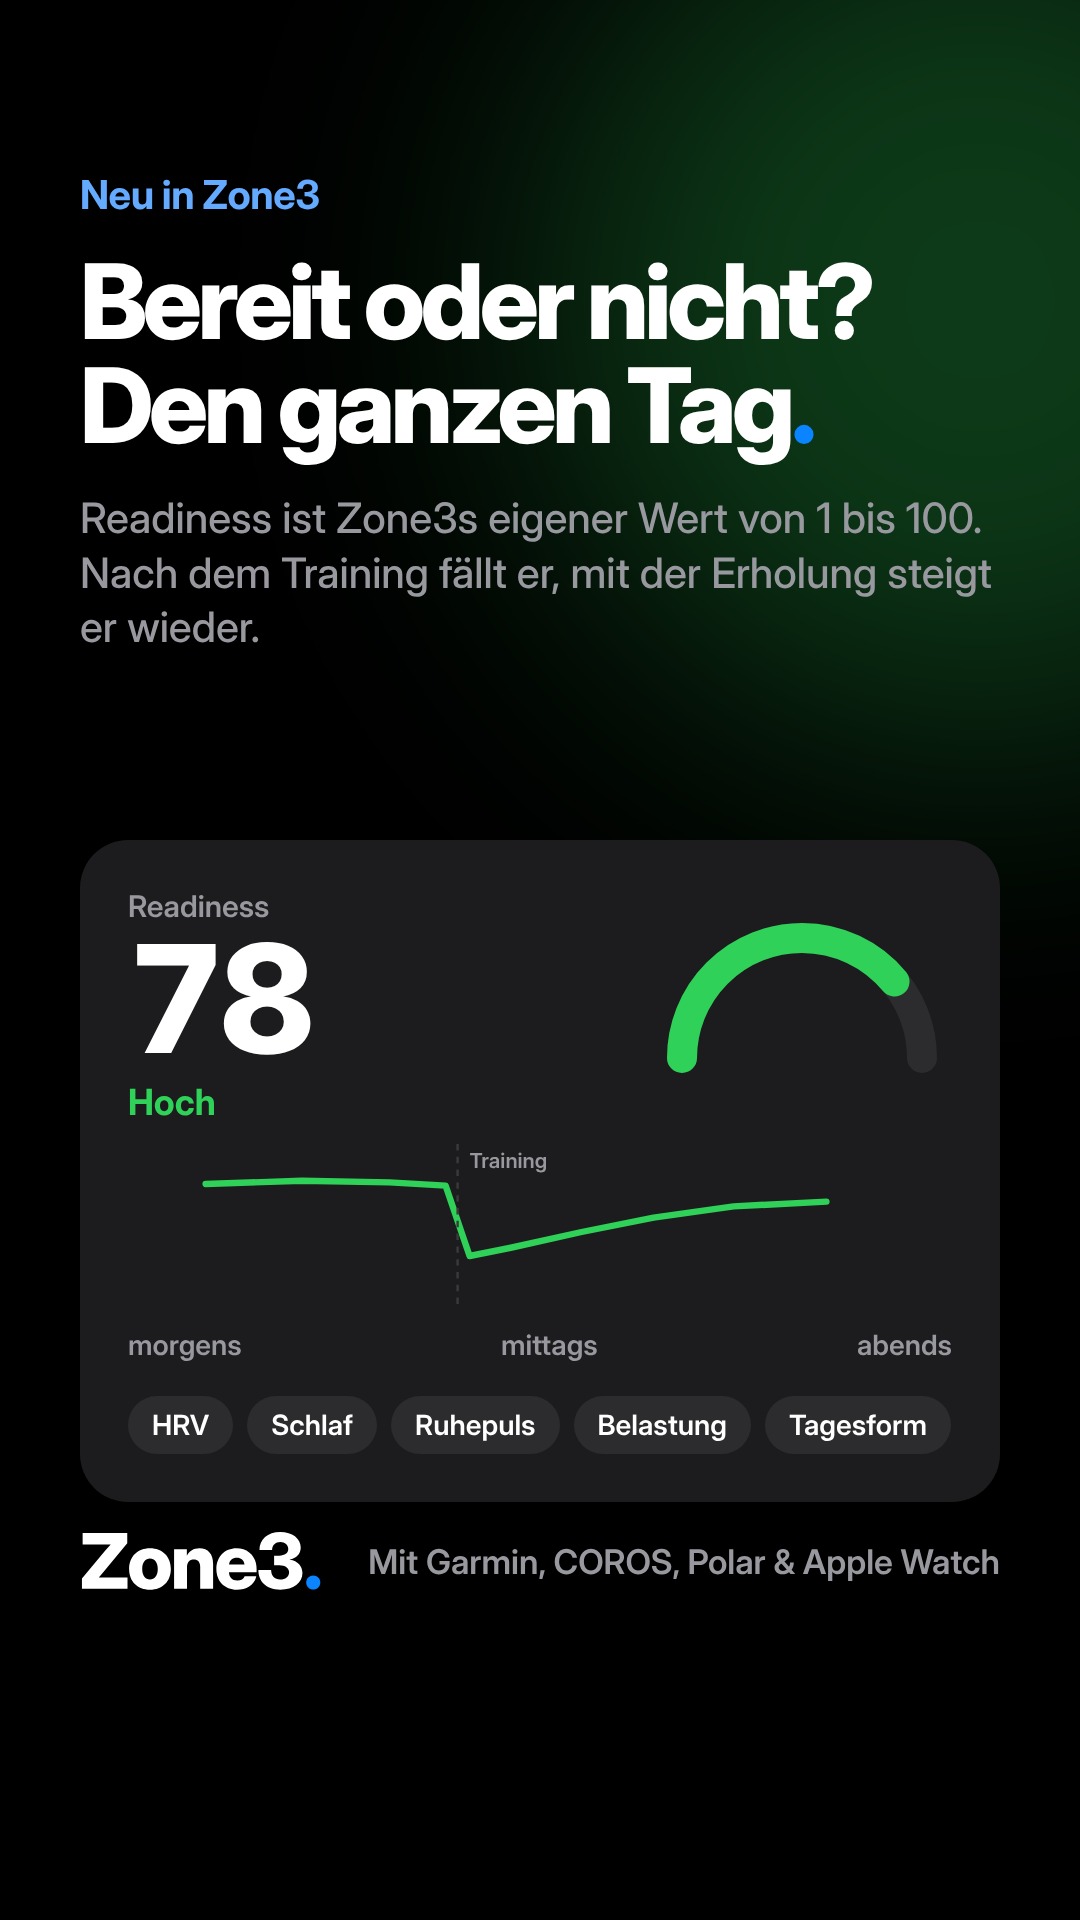 Neu in Zone3
Bereit oder nicht?
Den ganzen Tag.
Readiness ist Zone3s eigener Wert von 1 bis 100.
Nach dem Training fällt er, mit der Erholung steigt
er wieder.
Readiness
78
Hoch
Training
morgens mittags abends
HRV Schlaf Ruhepuls Belastung Tagesform
Zone3. Mit Garmin, COROS, Polar & Apple Watch